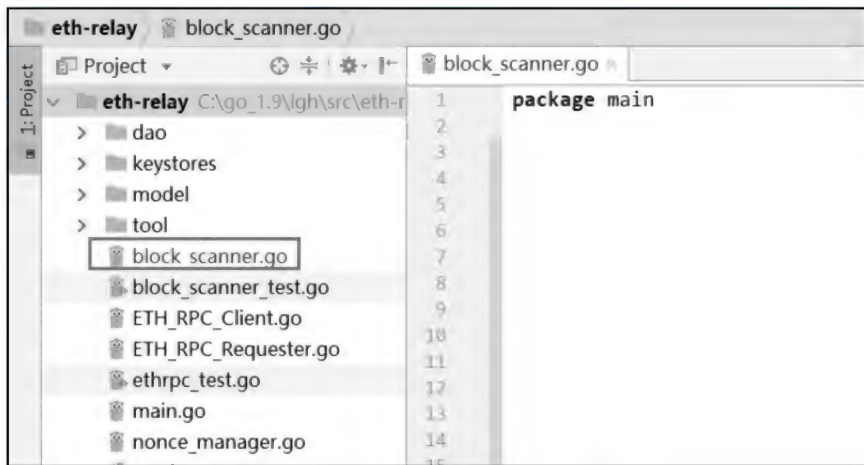 eth-relay block_scanner.go
1: Project
Project
block_scanner.go
eth-relay C:\go_1.9\lgh\src\eth-r
dao
keystores
model
tool
block_scanner.go
block_scanner_test.go
ETH_RPC_Client.go
ETH_RPC_Requester.go
ethrpc_test.go
main.go
nonce_manager.go
1 package main
2
3
4
5
6
7
8
9
10
11
12
13
14
15